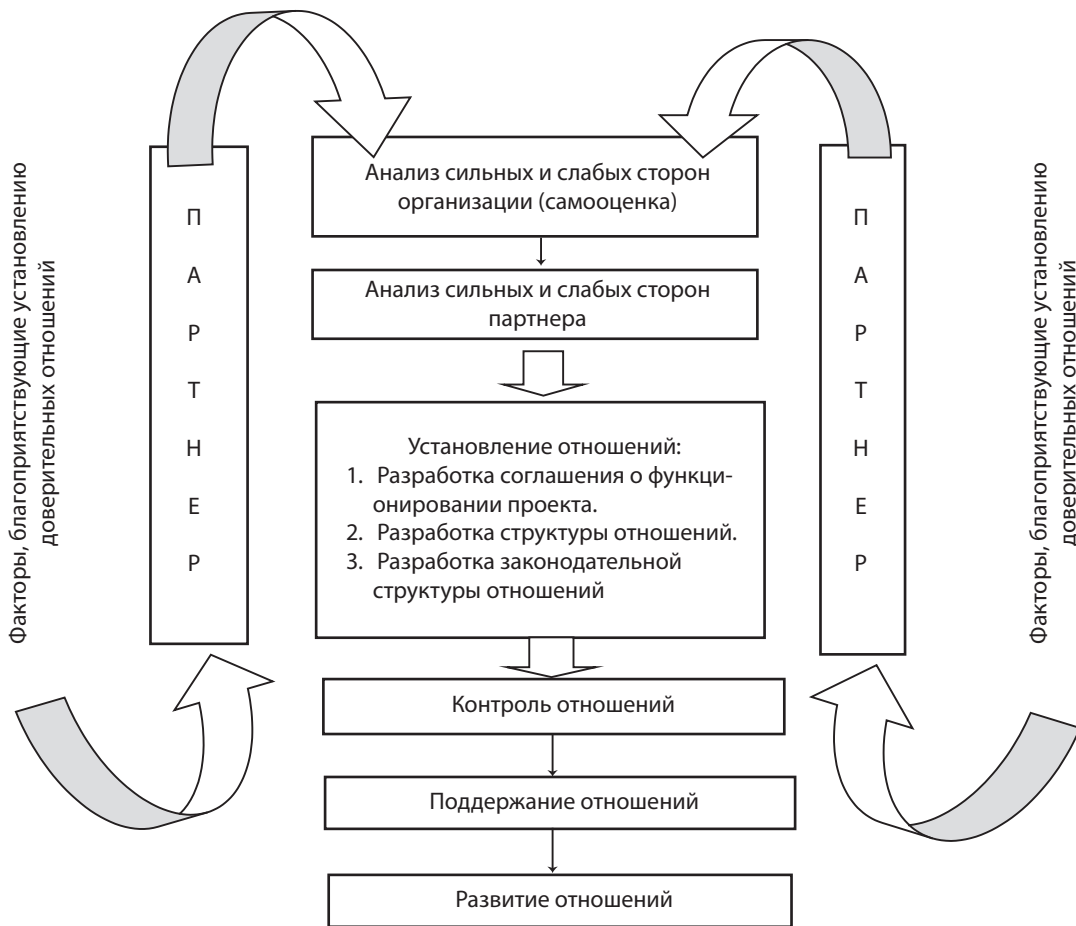 Факторы, благоприятствующие установлению
доверительных отношений
П
А
Р
Т
Н
Е
Р
Анализ сильных и слабых сторон
организации (самооценка)
Анализ сильных и слабых сторон
партнера
Установление отношений:
1. Разработка соглашения о функци-
онировании проекта.
2. Разработка структуры отношений.
3. Разработка законодательной
структуры отношений
Контроль отношений
Поддержание отношений
Развитие отношений
П
А
Р
Т
Н
Е
Р
Факторы, благоприятствующие установлению
доверительных отношений